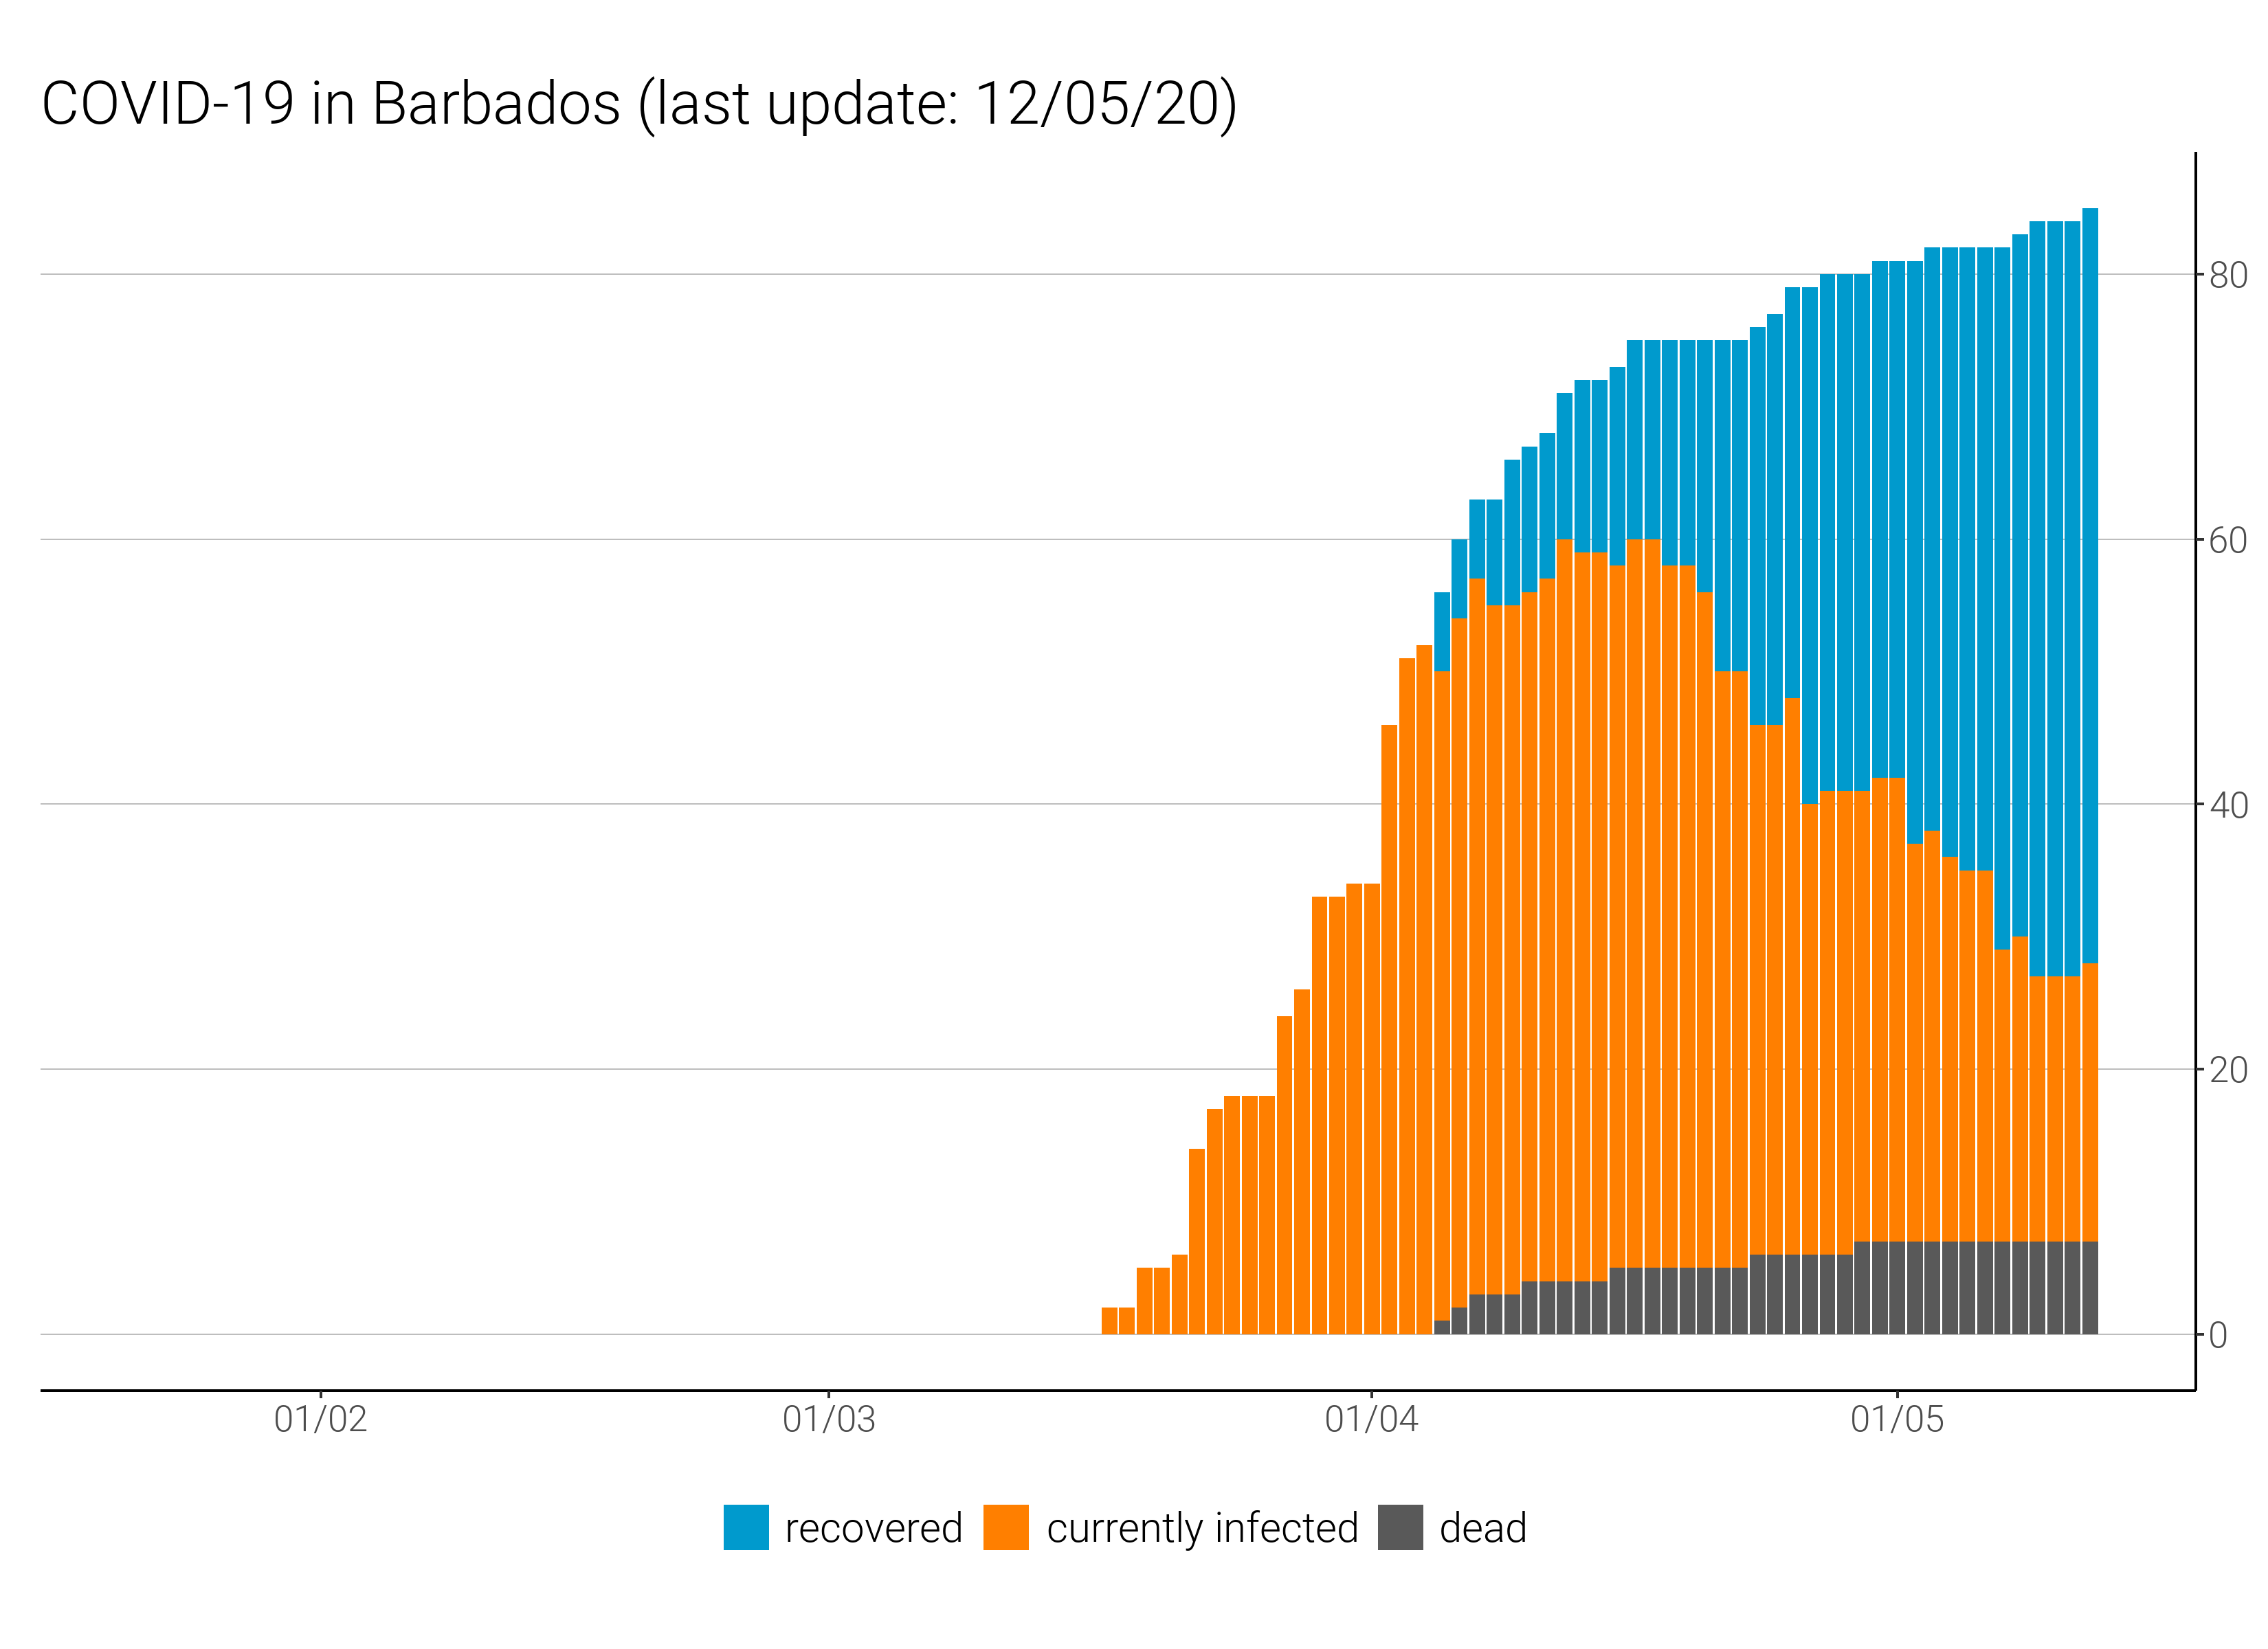 COVID-19 in Barbados (last update: 12/05/20)
80
60
40
20
0
01/02 01/03 01/04 01/05
recovered currently infected dead